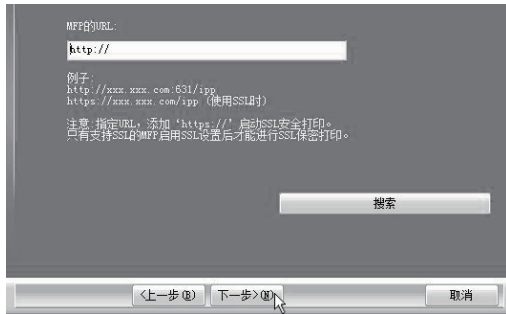 MFP的URL:
http://
例子:
http://xxx.xxx.com:631/ipp
https://xxx.xxx.com/ipp (使用SSL时)
注意:指定URL,添加‘https://’启动SSL安全打印。
只有支持SSL的MFP启用SSL设置后才能进行SSL保密打印。
搜索
<上一步(B) 下一步>(N) 取消